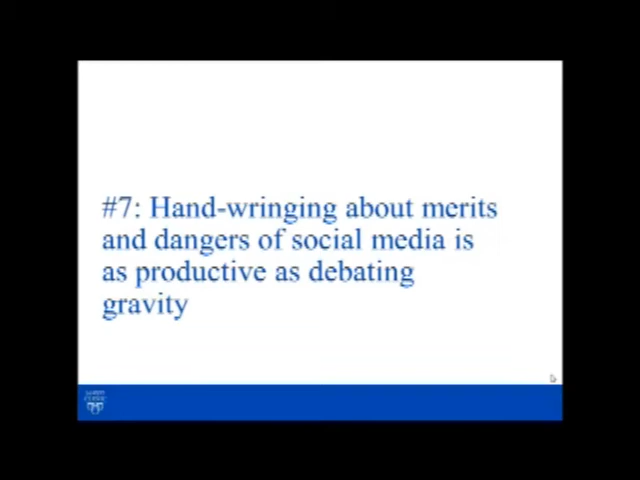 #7: Hand-wringing about merits
and dangers of social media is
as productive as debating
gravity